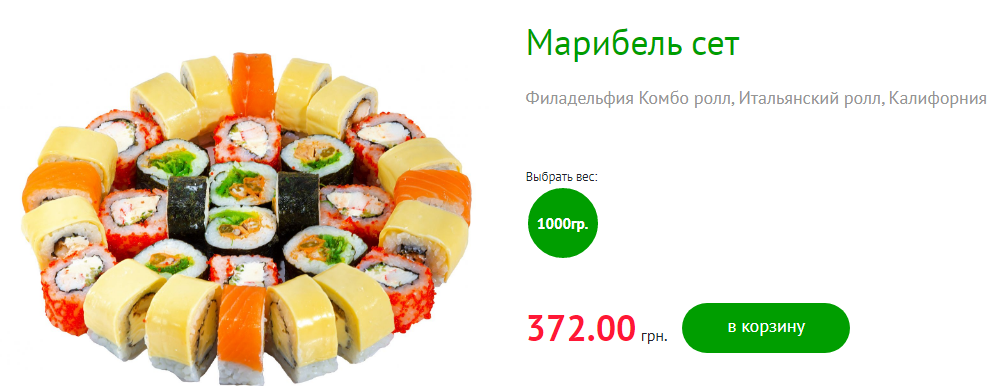 Марибель сет
Филадельфия Комбо ролл, Итальянский ролл, Калифорния
Выбрать вес:
1000гр.
372.00 грн.
в корзину